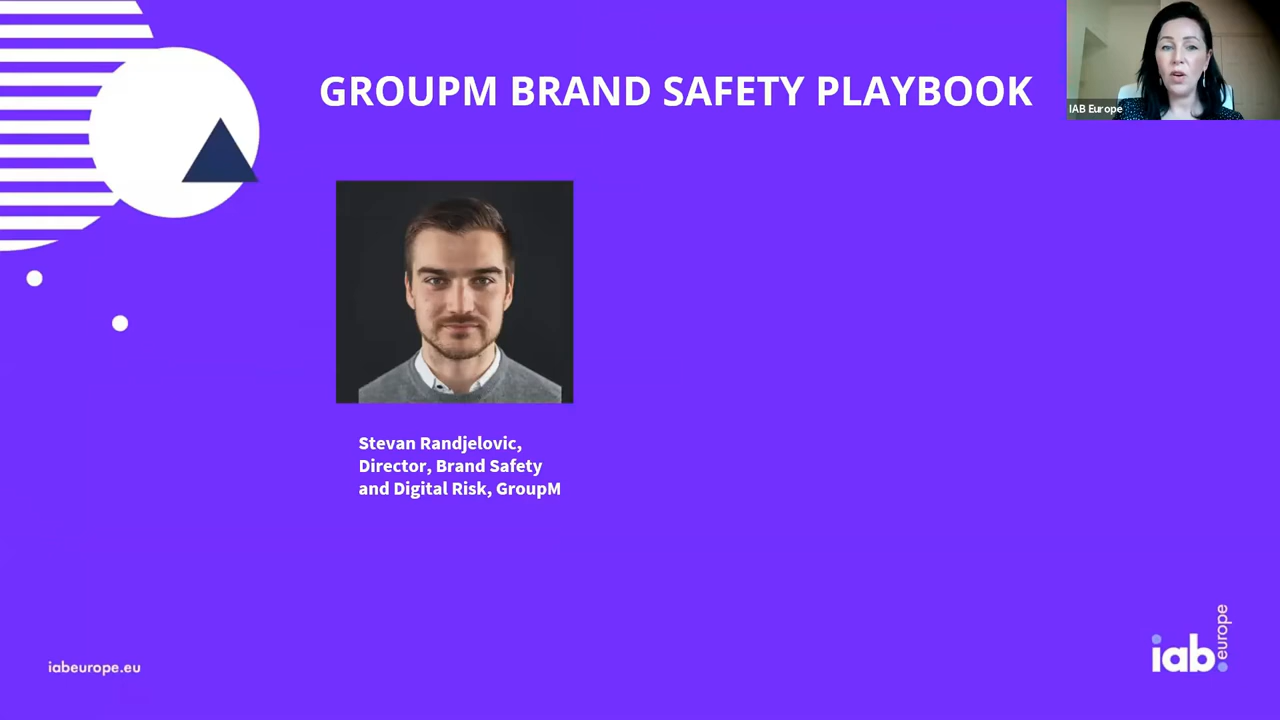 GROUPM BRAND SAFETY PLAYBOOK
IAB Europe
Stevan Randjelovic,
Director, Brand Safety
and Digital Risk, GroupM
iabeurope.eu
iab.europe